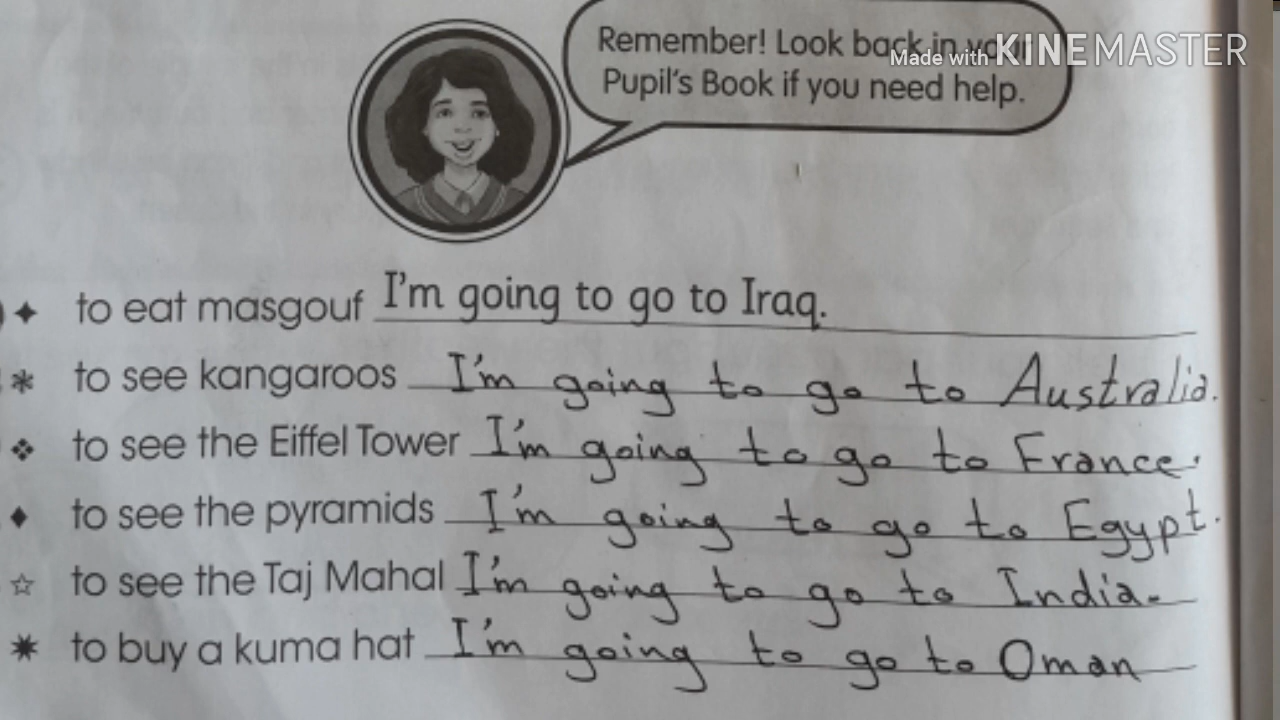 Remember! Look back in your
Made with KINEMASTER
Pupil's Book if you need help.
to eat masgouf I'm going to go to Iraq.
to see kangaroos I'm going to go to Australia.
to see the Eiffel Tower I'm going to go to France.
to see the pyramids I'm going to go to Egypt.
to see the Taj Mahal I'm going to go to India.
to buy a kuma hat I'm going to go to Oman